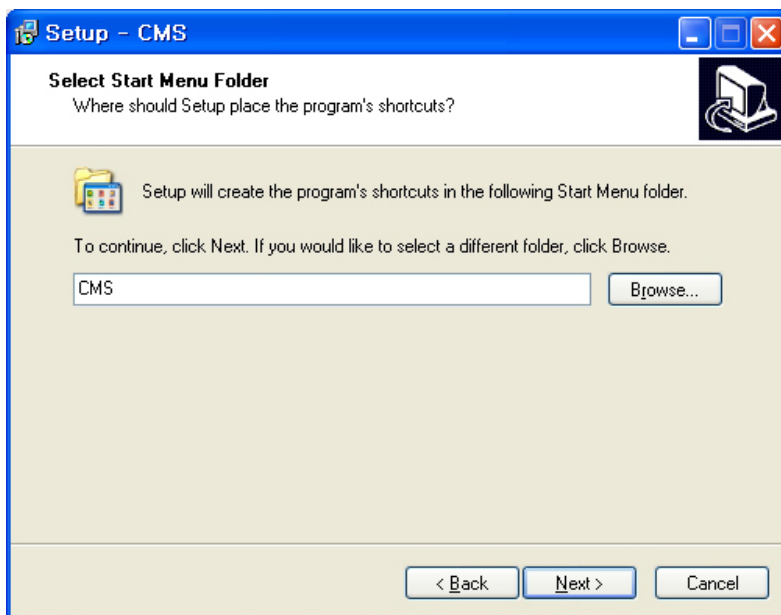 Setup - CMS
Select Start Menu Folder
Where should Setup place the program's shortcuts?
Setup will create the program's shortcuts in the following Start Menu folder.
To continue, click Next. If you would like to select a different folder, click Browse.
CMS
Browse...
< Back
Next >
Cancel